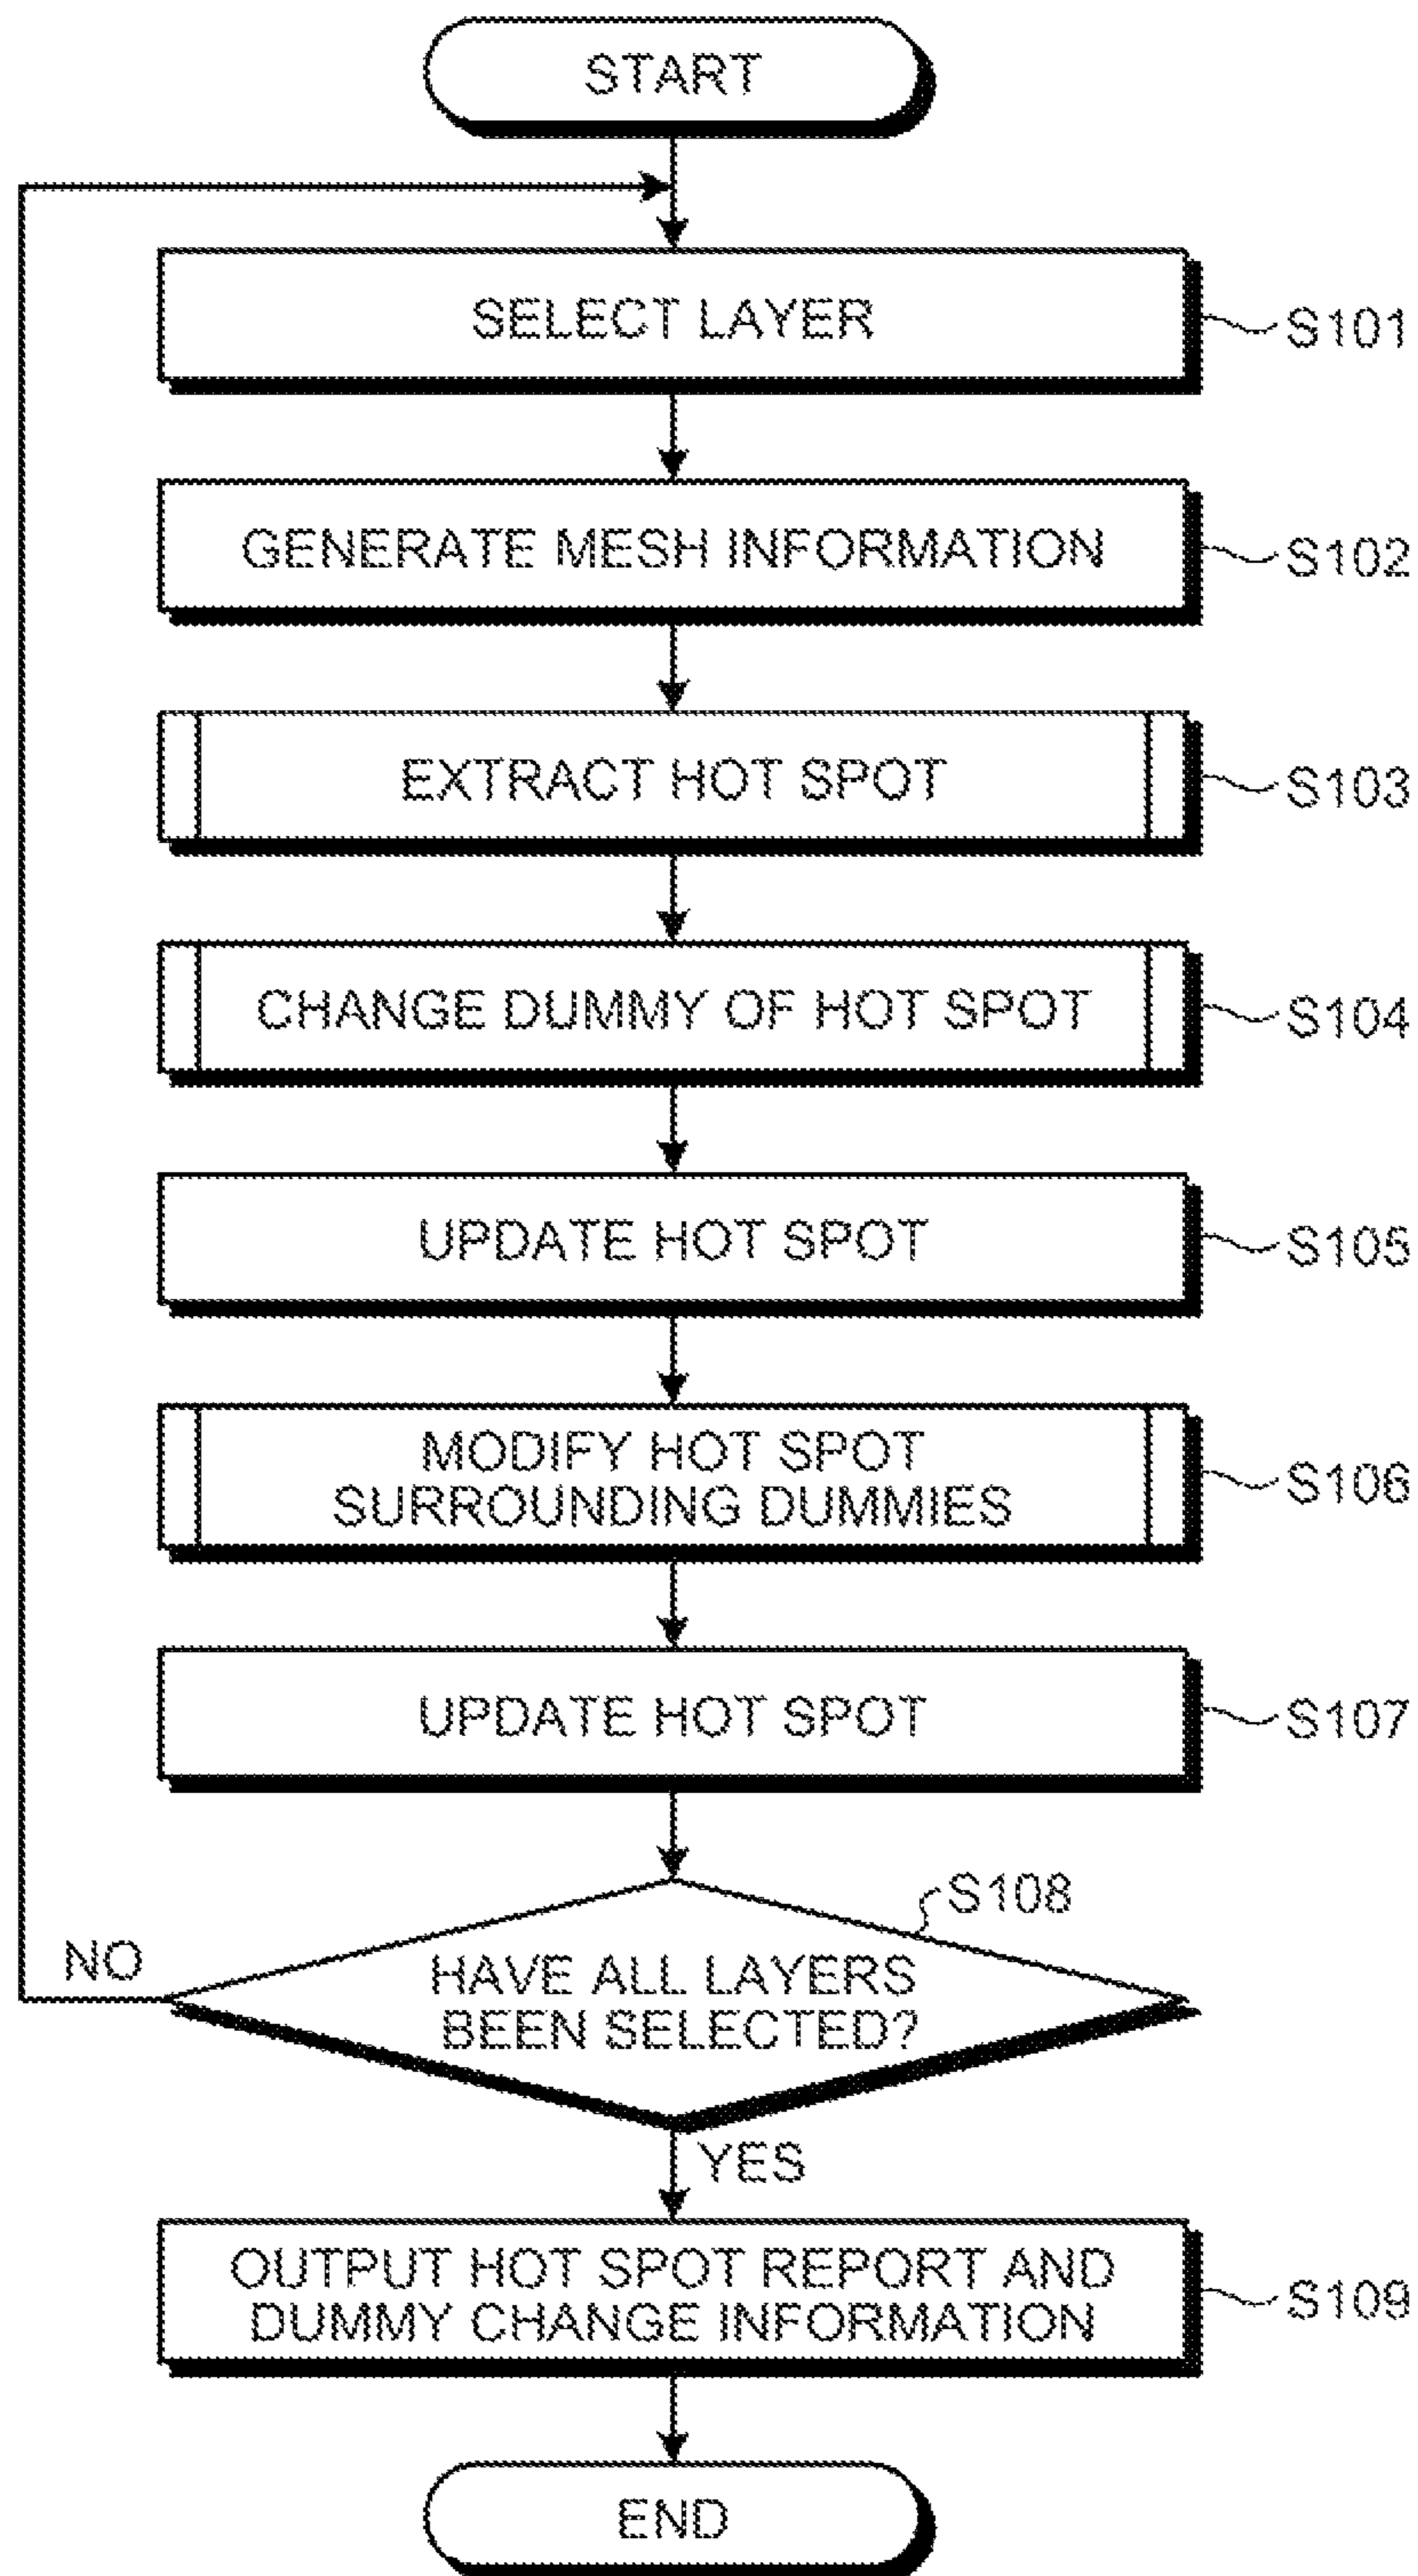 START
SELECT LAYER
S101
GENERATE MESH INFORMATION
S102
EXTRACT HOT SPOT
S103
CHANGE DUMMY OF HOT SPOT
S104
UPDATE HOT SPOT
S105
MODIFY HOT SPOT
SURROUNDING DUMMIES
S106
UPDATE HOT SPOT
S107
S108
NO
HAVE ALL LAYERS
BEEN SELECTED?
YES
OUTPUT HOT SPOT REPORT AND
DUMMY CHANGE INFORMATION
S109
END